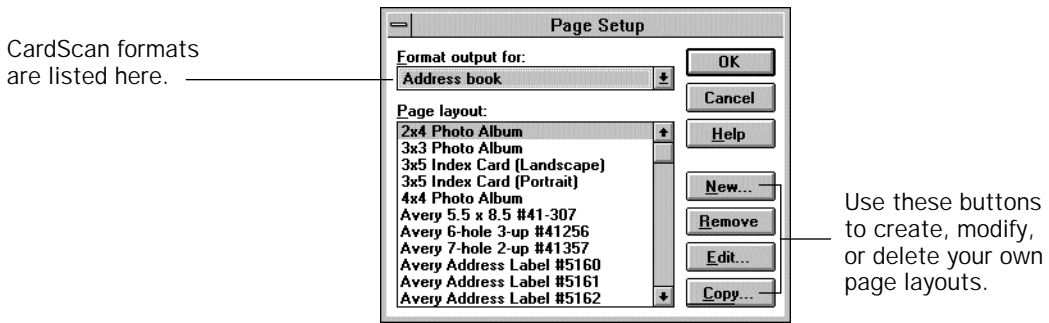 CardScan formats
are listed here.
Page Setup
Format output for:
Address book
Page layout:
2x4 Photo Album
3x3 Photo Album
3x5 Index Card (Landscape)
3x5 Index Card (Portrait)
4x4 Photo Album
Avery 5.5 x 8.5 #41-307
Avery 6-hole 3-up #41256
Avery 7-hole 2-up #41357
Avery Address Label #5160
Avery Address Label #5161
Avery Address Label #5162
OK
Cancel
Help
New...
Remove
Edit...
Copy...
Use these buttons
to create, modify,
or delete your own
page layouts.